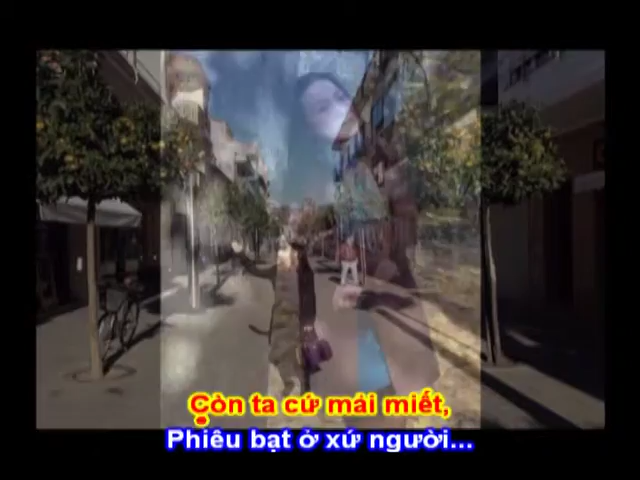 Còn ta cứ mải miết,
Phiêu bạt ở xứ người...